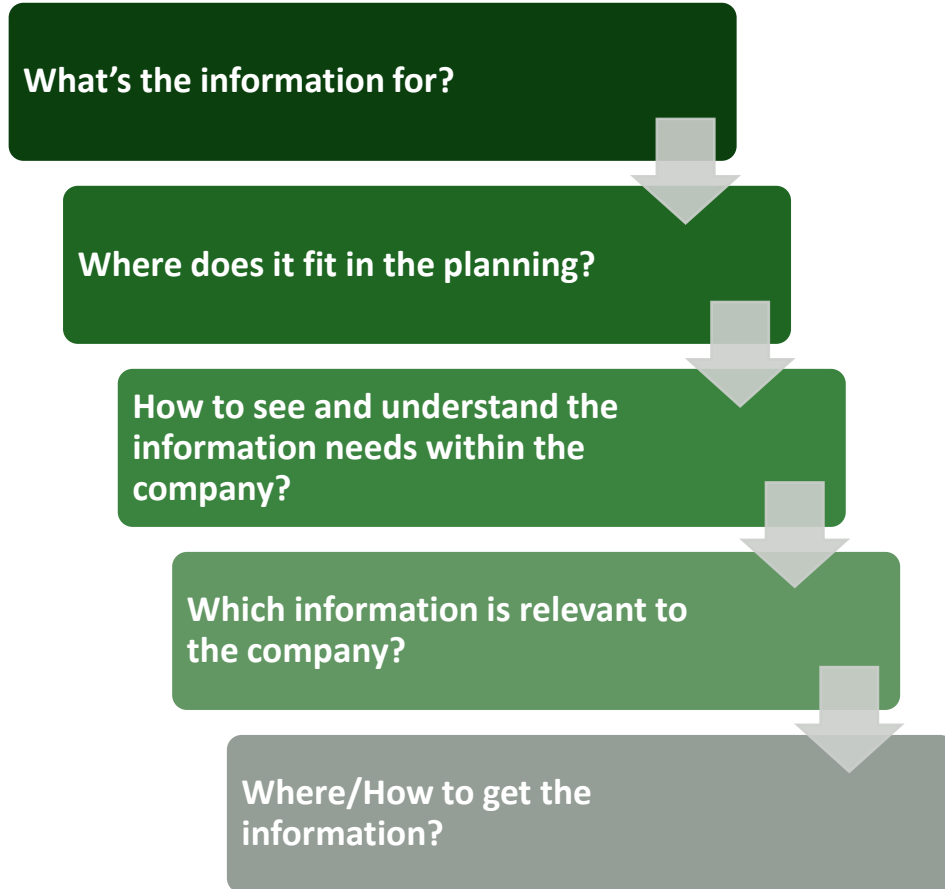 What’s the information for?
Where does it fit in the planning?
How to see and understand the
information needs within the
company?
Which information is relevant to
the company?
Where/How to get the
information?